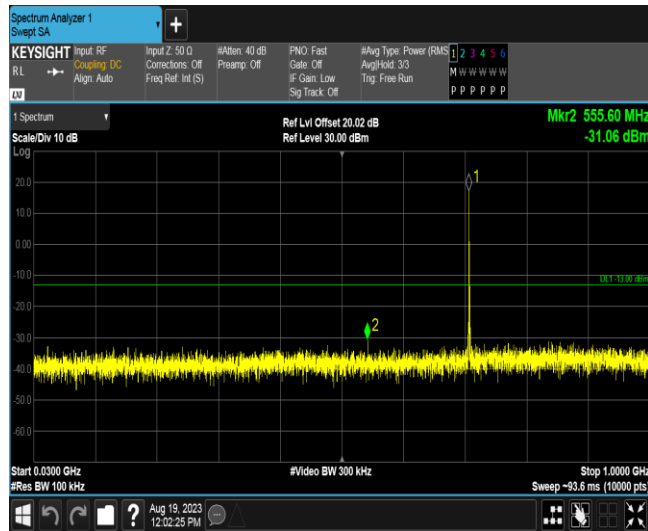 Spectrum Analyzer 1
Swept SA
+
KEYSIGHT Input: RF Input Z: 50 Ω #Atten: 40 dB PNO: Fast #Avg Type: Power (RMS 1 2 3 4 5 6
RL Coupling: DC Corrections: Off Preamp: Off Gate: Off Avg|Hold: 3/3 M W W W W W
Align: Auto Freq Ref: Int (S) IF Gain: Low Trig: Free Run
LXI Sig Track: Off P P P P P P
1 Spectrum Ref Lvl Offset 20.02 dB Mkr2 555.60 MHz
Scale/Div 10 dB Ref Level 30.00 dBm -31.06 dBm
Log
1
20.0
10.0
0.00
-10.0
DL1 -13.00 dBm
-20.0
2
-30.0
-40.0
-50.0
-60.0
Start 0.0300 GHz #Video BW 300 kHz Stop 1.0000 GHz
#Res BW 100 kHz Sweep ~93.6 ms (10000 pts)
? Aug 19, 2023
12:02:25 PM